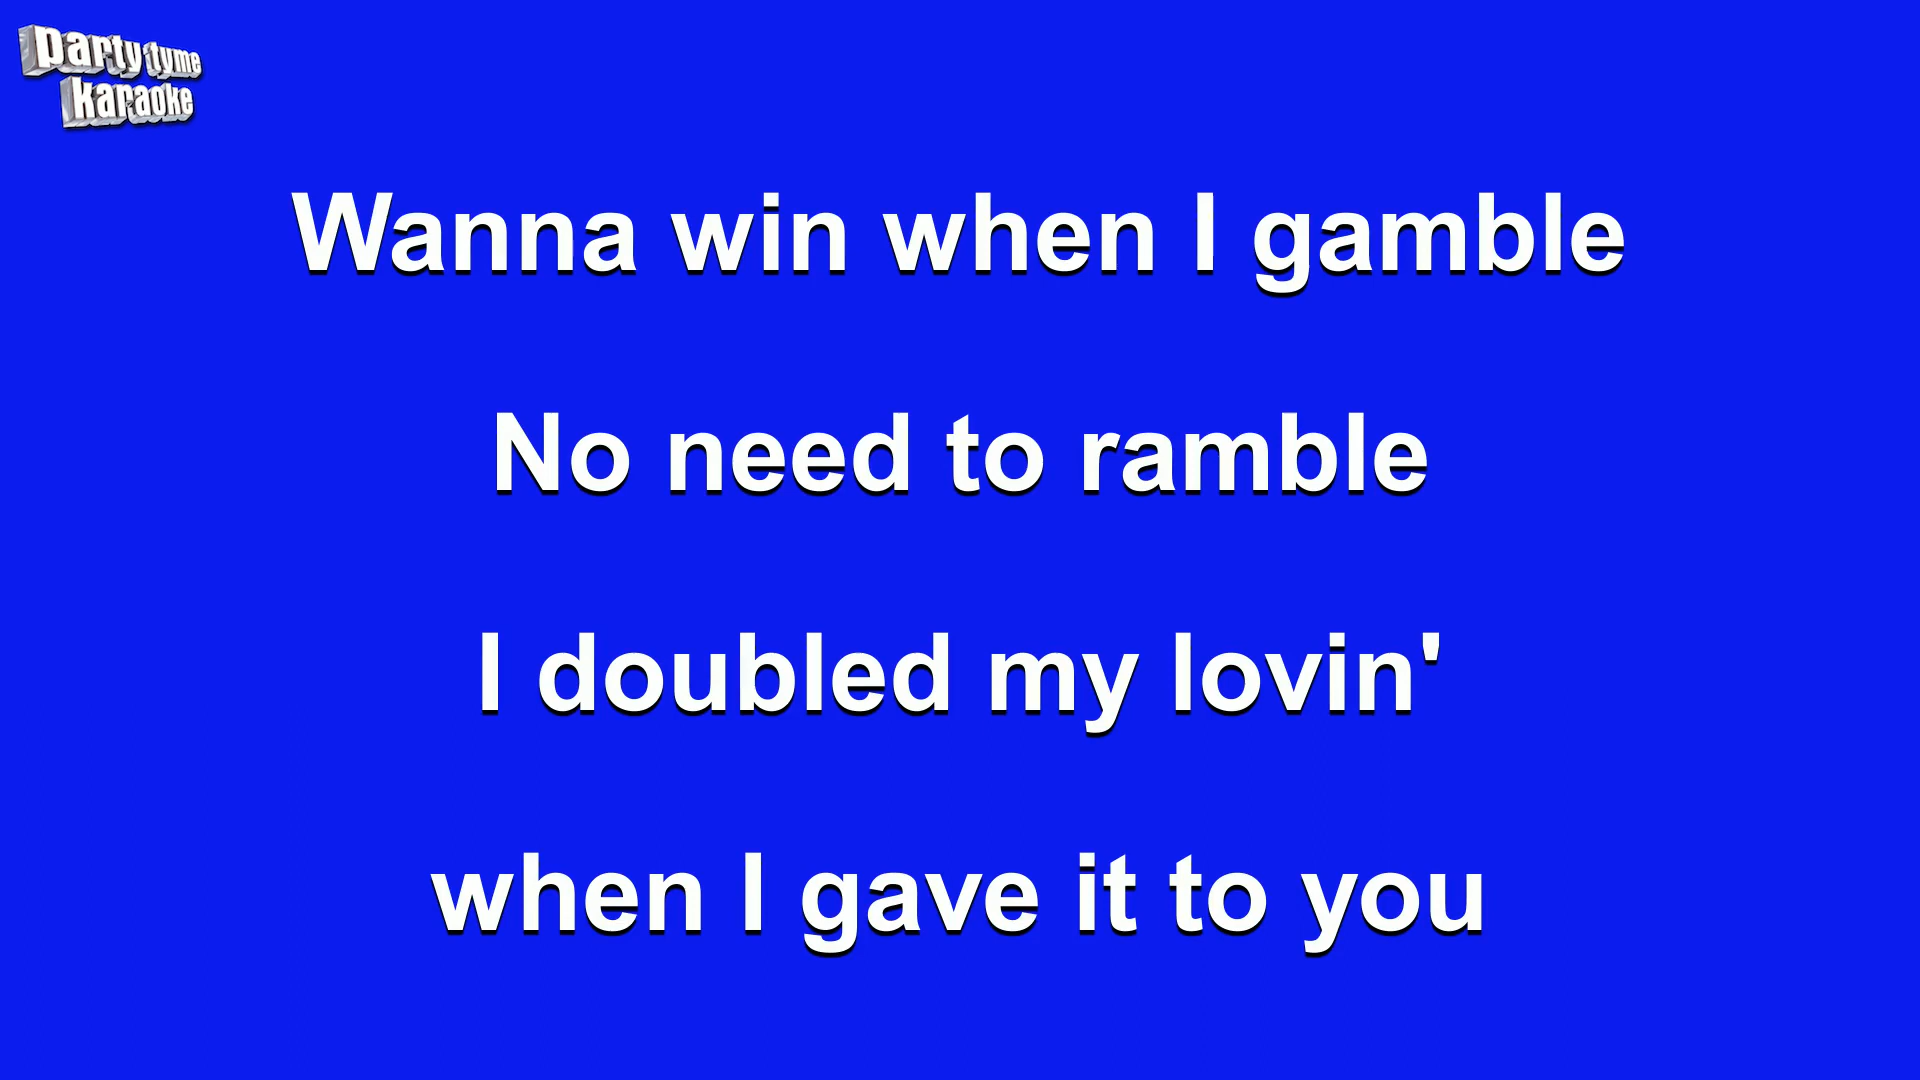 party tyme
karaoke
Wanna win when I gamble
No need to ramble
I doubled my lovin'
when I gave it to you